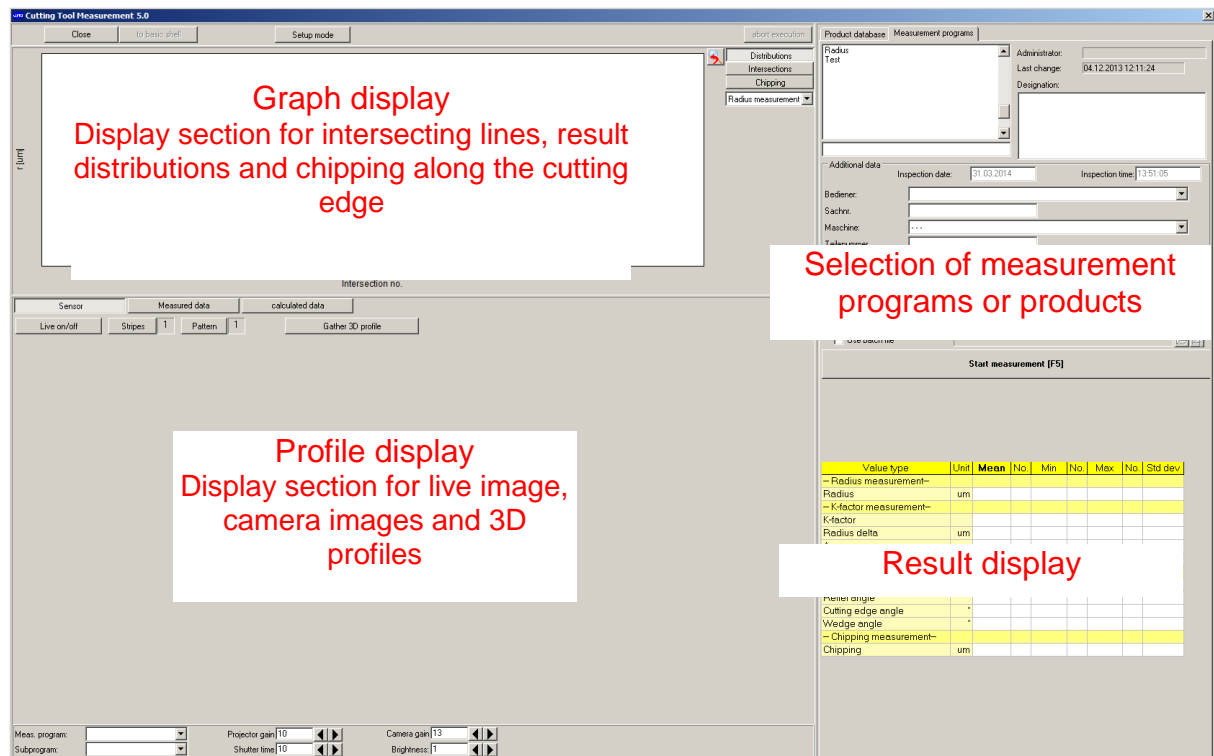 Cutting Tool Measurement 5.0
Close to basic shell Setup mode abort execution
Product database Measurement programs
Distributions
Intersections
Chipping
Radius measurement
r [um]
Graph display
Display section for intersecting lines, result
distributions and chipping along the cutting
edge
Intersection no.
Radius
Test
Administrator:
Last change: 04.12.2013 12:11:24
Designation:
Additional data
Inspection date: 31.03.2014 Inspection time: 13:51:05
Bediener:
Sachnr.
Maschine: ---
Teilenummer
Selection of measurement
programs or products
Use batch file
Start measurement [F5]
Sensor Measured data calculated data
Live on/off Stripes 1 Pattern 1 Gather 3D profile
Profile display
Display section for live image,
camera images and 3D
profiles
Value type Unit Mean No. Min No. Max No. Std dev
– Radius measurement–
Radius um
– K-factor measurement–
K-factor
Radius delta um
Result display
Relief angle
Cutting edge angle °
Wedge angle °
– Chipping measurement–
Chipping um
Meas. program: Projector gain 10 Camera gain 13
Subprogram: Shutter time 10 Brightness: 1